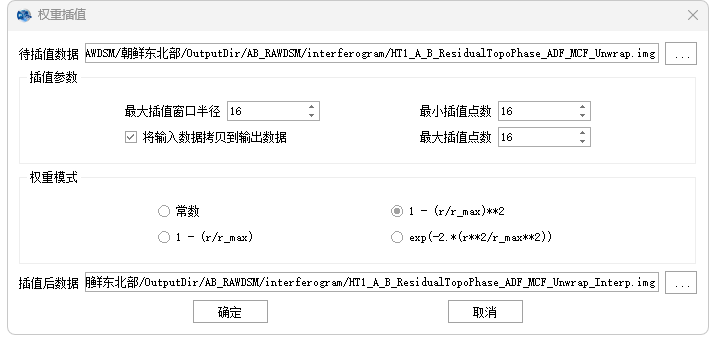 权重插值
待插值数据 AWDSM/朝鲜东北部/OutputDir/AB_RAWDSM/interferogram/HT1_A_B_ResidualTopoPhase_ADF_MCF_Unwrap.img ...
插值参数
最大插值窗口半径 16 最小插值点数 16
将输入数据拷贝到输出数据 最大插值点数 16
权重模式
常数 1 - (r/r_max)**2
1 - (r/r_max) exp(-2.*(r**2/r_max**2))
插值后数据 朝鲜东北部/OutputDir/AB_RAWDSM/interferogram/HT1_A_B_ResidualTopoPhase_ADF_MCF_Unwrap_Interp.img ...
确定 取消